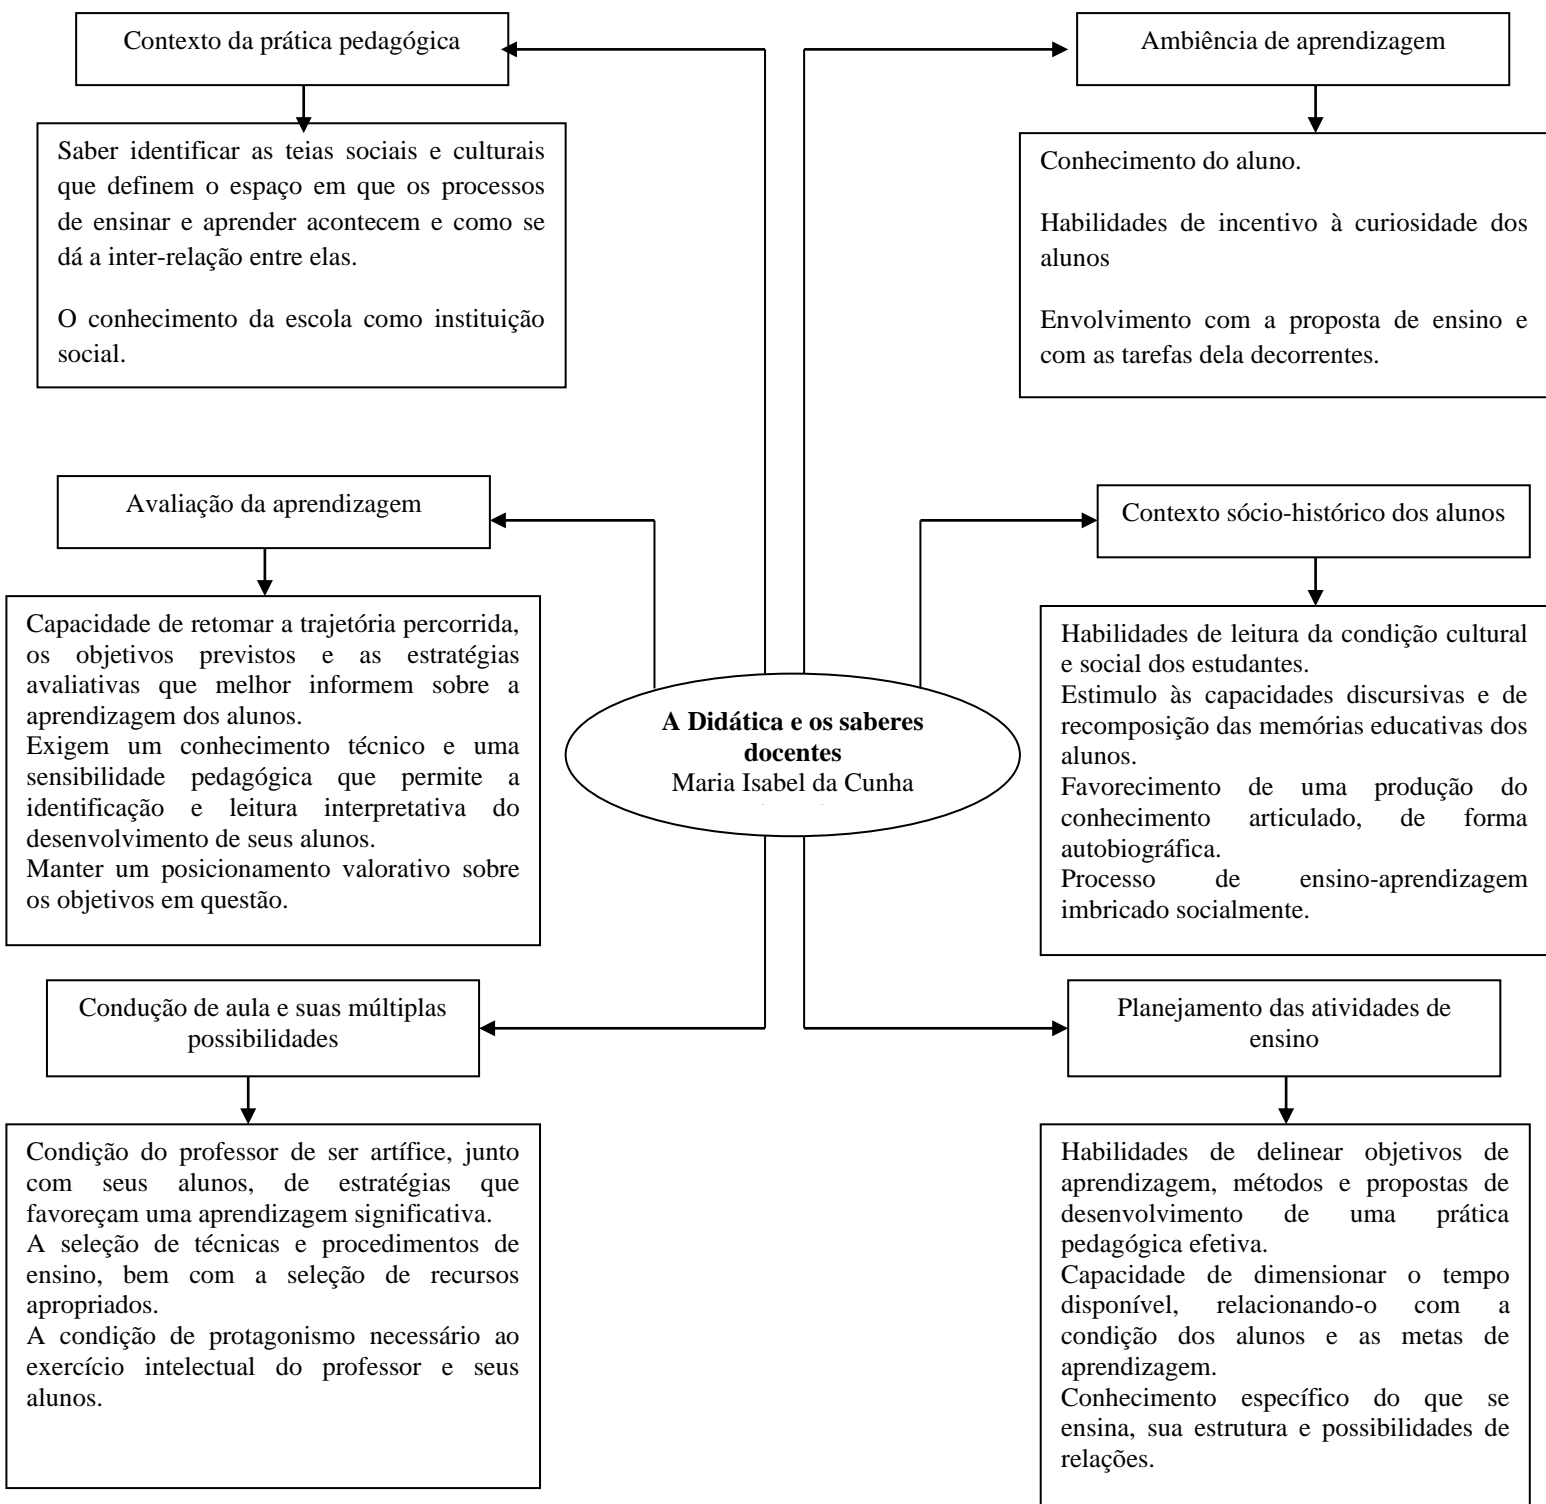 Contexto da prática pedagógica
Saber identificar as teias sociais e culturais
que definem o espaço em que os processos
de ensinar e aprender acontecem e como se
dá a inter-relação entre elas.
O conhecimento da escola como instituição
social.
Ambiência de aprendizagem
Conhecimento do aluno.
Habilidades de incentivo à curiosidade dos
alunos
Envolvimento com a proposta de ensino e
com as tarefas dela decorrentes.
Avaliação da aprendizagem
Capacidade de retomar a trajetória percorrida,
os objetivos previstos e as estratégias
avaliativas que melhor informem sobre a
aprendizagem dos alunos.
Exigem um conhecimento técnico e uma
sensibilidade pedagógica que permite a
identificação e leitura interpretativa do
desenvolvimento de seus alunos.
Manter um posicionamento valorativo sobre
os objetivos em questão.
Contexto sócio-histórico dos alunos
Habilidades de leitura da condição cultural
e social dos estudantes.
Estimulo às capacidades discursivas e de
recomposição das memórias educativas dos
alunos.
Favorecimento de uma produção do
conhecimento articulado, de forma
autobiográfica.
Processo de ensino-aprendizagem
imbricado socialmente.
A Didática e os saberes
docentes
Maria Isabel da Cunha
Condução de aula e suas múltiplas
possibilidades
Condição do professor de ser artífice, junto
com seus alunos, de estratégias que
favoreçam uma aprendizagem significativa.
A seleção de técnicas e procedimentos de
ensino, bem com a seleção de recursos
apropriados.
A condição de protagonismo necessário ao
exercício intelectual do professor e seus
alunos.
Planejamento das atividades de
ensino
Habilidades de delinear objetivos de
aprendizagem, métodos e propostas de
desenvolvimento de uma prática
pedagógica efetiva.
Capacidade de dimensionar o tempo
disponível, relacionando-o com a
condição dos alunos e as metas de
aprendizagem.
Conhecimento específico do que se
ensina, sua estrutura e possibilidades de
relações.